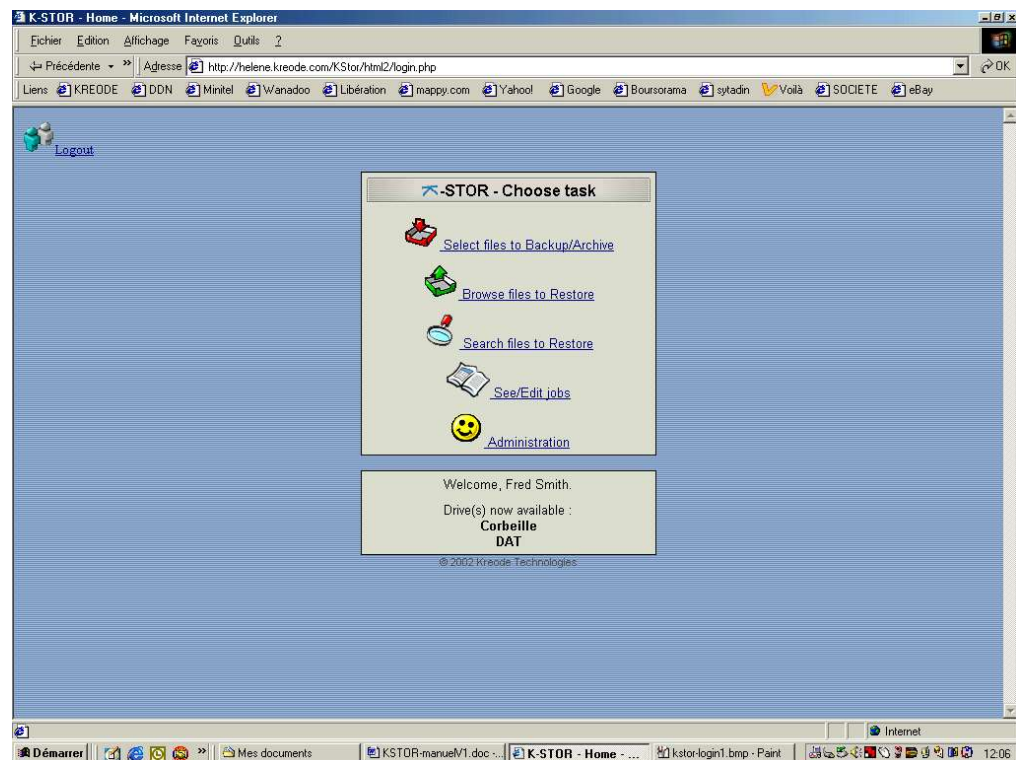 K-STOR - Home - Microsoft Internet Explorer
Fichier Edition Affichage Favoris Outils ?
Précédente » Adresse http://helene.kreode.com/KStor/html2/login.php OK
Liens KREODE DDN Minitel Wanadoo Libération mappy.com Yahoo! Google Boursorama sytadin Voilà SOCIETE eBay
Logout
K-STOR - Choose task
Select files to Backup/Archive
Browse files to Restore
Search files to Restore
See/Edit jobs
Administration
Welcome, Fred Smith.
Drive(s) now available :
Corbeille
DAT
© 2002 Kreode Technologies
Internet
Démarrer » Mes documents KSTOR-manuelV1.doc -... K-STOR - Home - ... kstor-login1.bmp - Paint 12:06